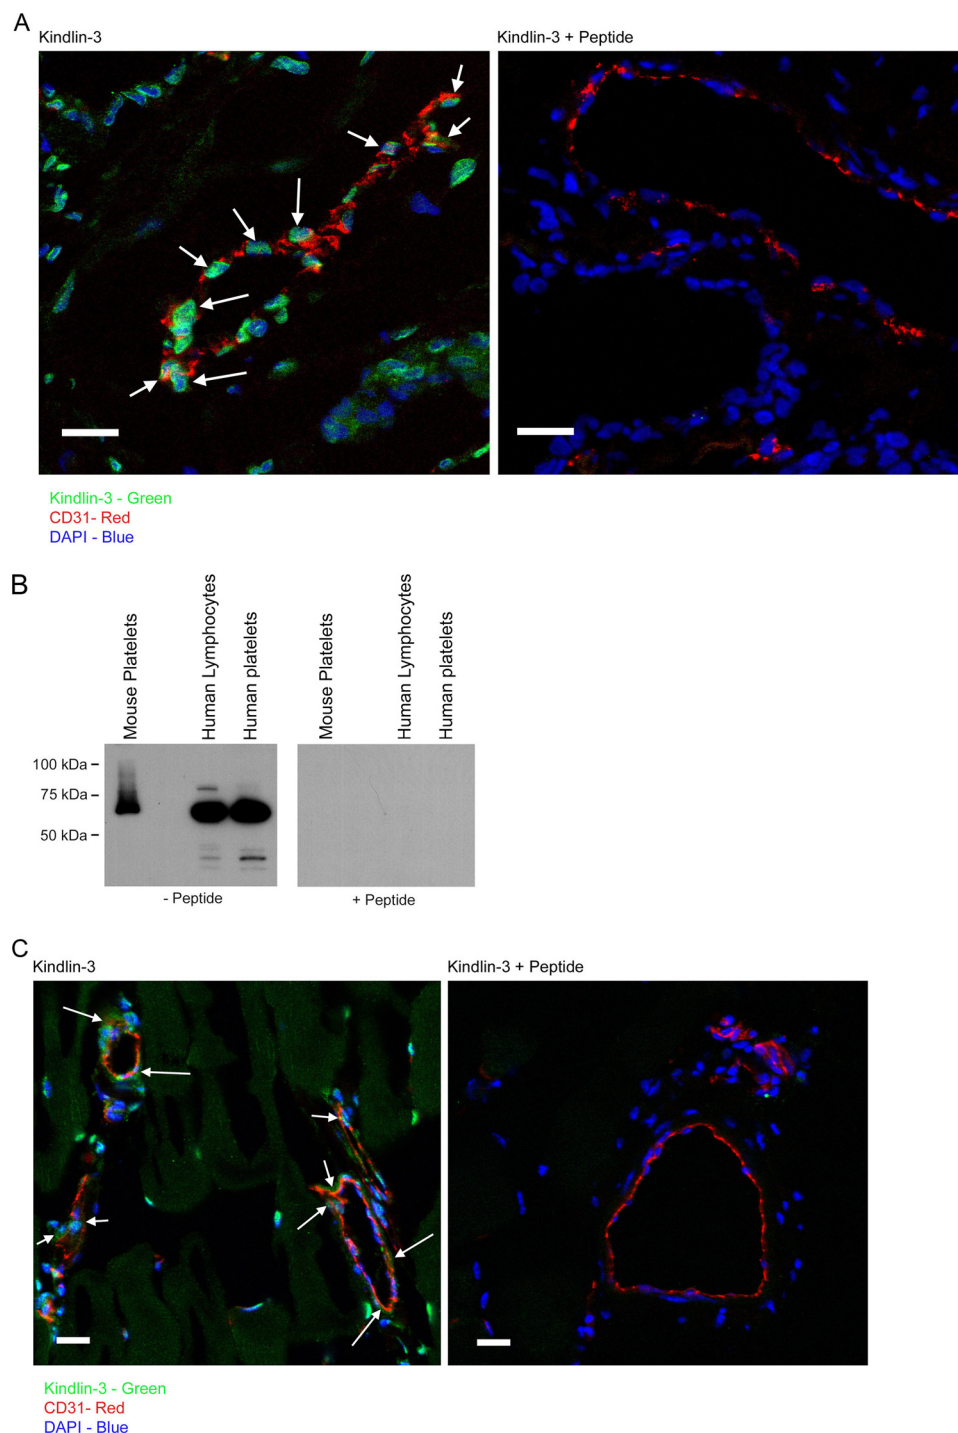 A
Kindlin-3
Kindlin-3 + Peptide
Kindlin-3 - Green
CD31- Red
DAPI - Blue
B
Mouse Platelets
Human Lymphocytes
Human platelets
Mouse Platelets
Human Lymphocytes
Human platelets
100 kDa
75 kDa
50 kDa
- Peptide
+ Peptide
C
Kindlin-3
Kindlin-3 + Peptide
Kindlin-3 - Green
CD31- Red
DAPI - Blue